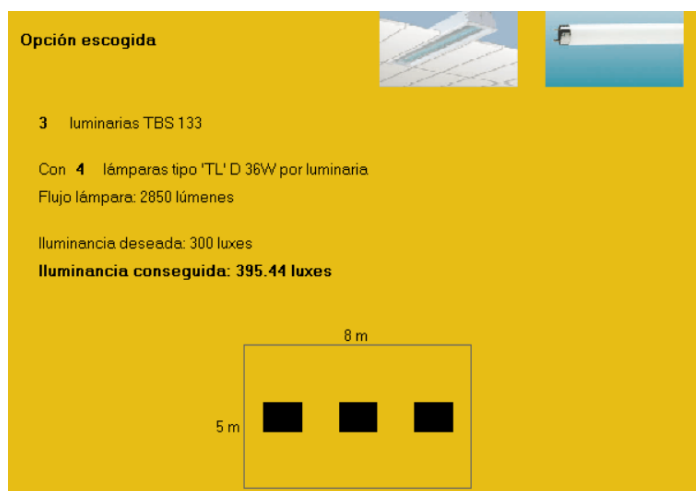 Opción escogida
3 luminarias TBS 133
Con 4 lámparas tipo 'TL' D 36W por luminaria
Flujo lámpara: 2850 lúmenes
Iluminancia deseada: 300 luxes
Iluminancia conseguida: 395.44 luxes
8 m
5 m